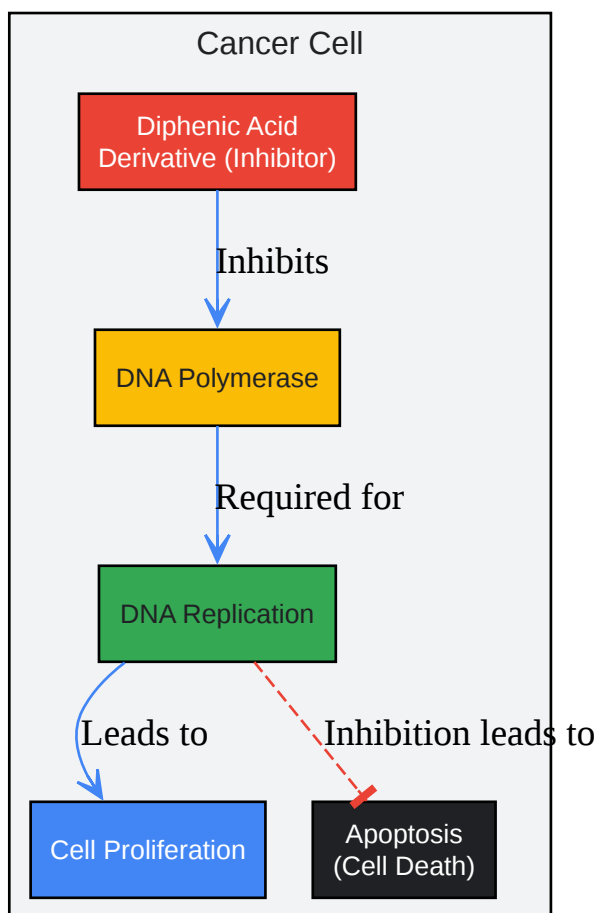 Cancer Cell
Diphenic Acid
Derivative (Inhibitor)
Inhibits
DNA Polymerase
Required for
DNA Replication
Leads to
Inhibition leads to
Cell Proliferation
Apoptosis
(Cell Death)